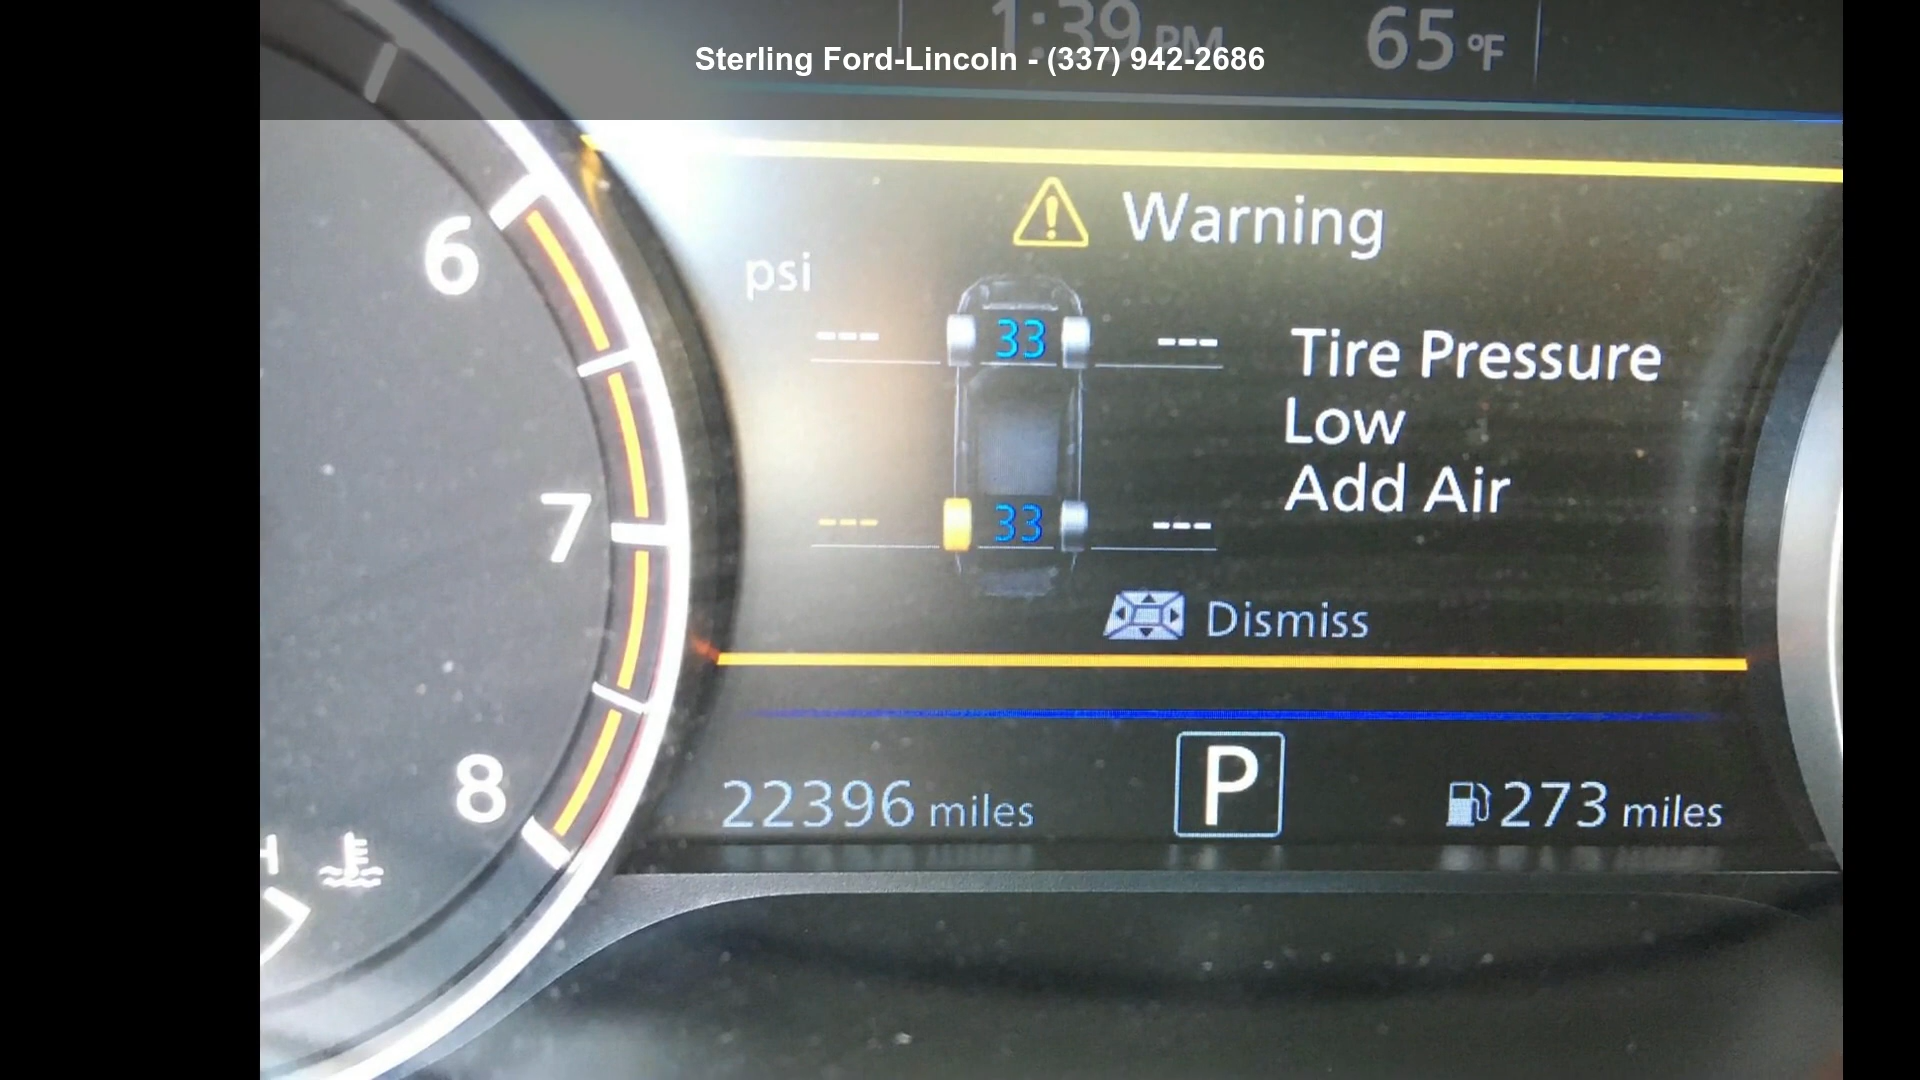 1:39 PM 65 °F
Sterling Ford-Lincoln - (337) 942-2686
Warning
psi
--- 33 ---
Tire Pressure
Low
Add Air
--- 33 ---
Dismiss
6
7
8
H
22396 miles P 273 miles